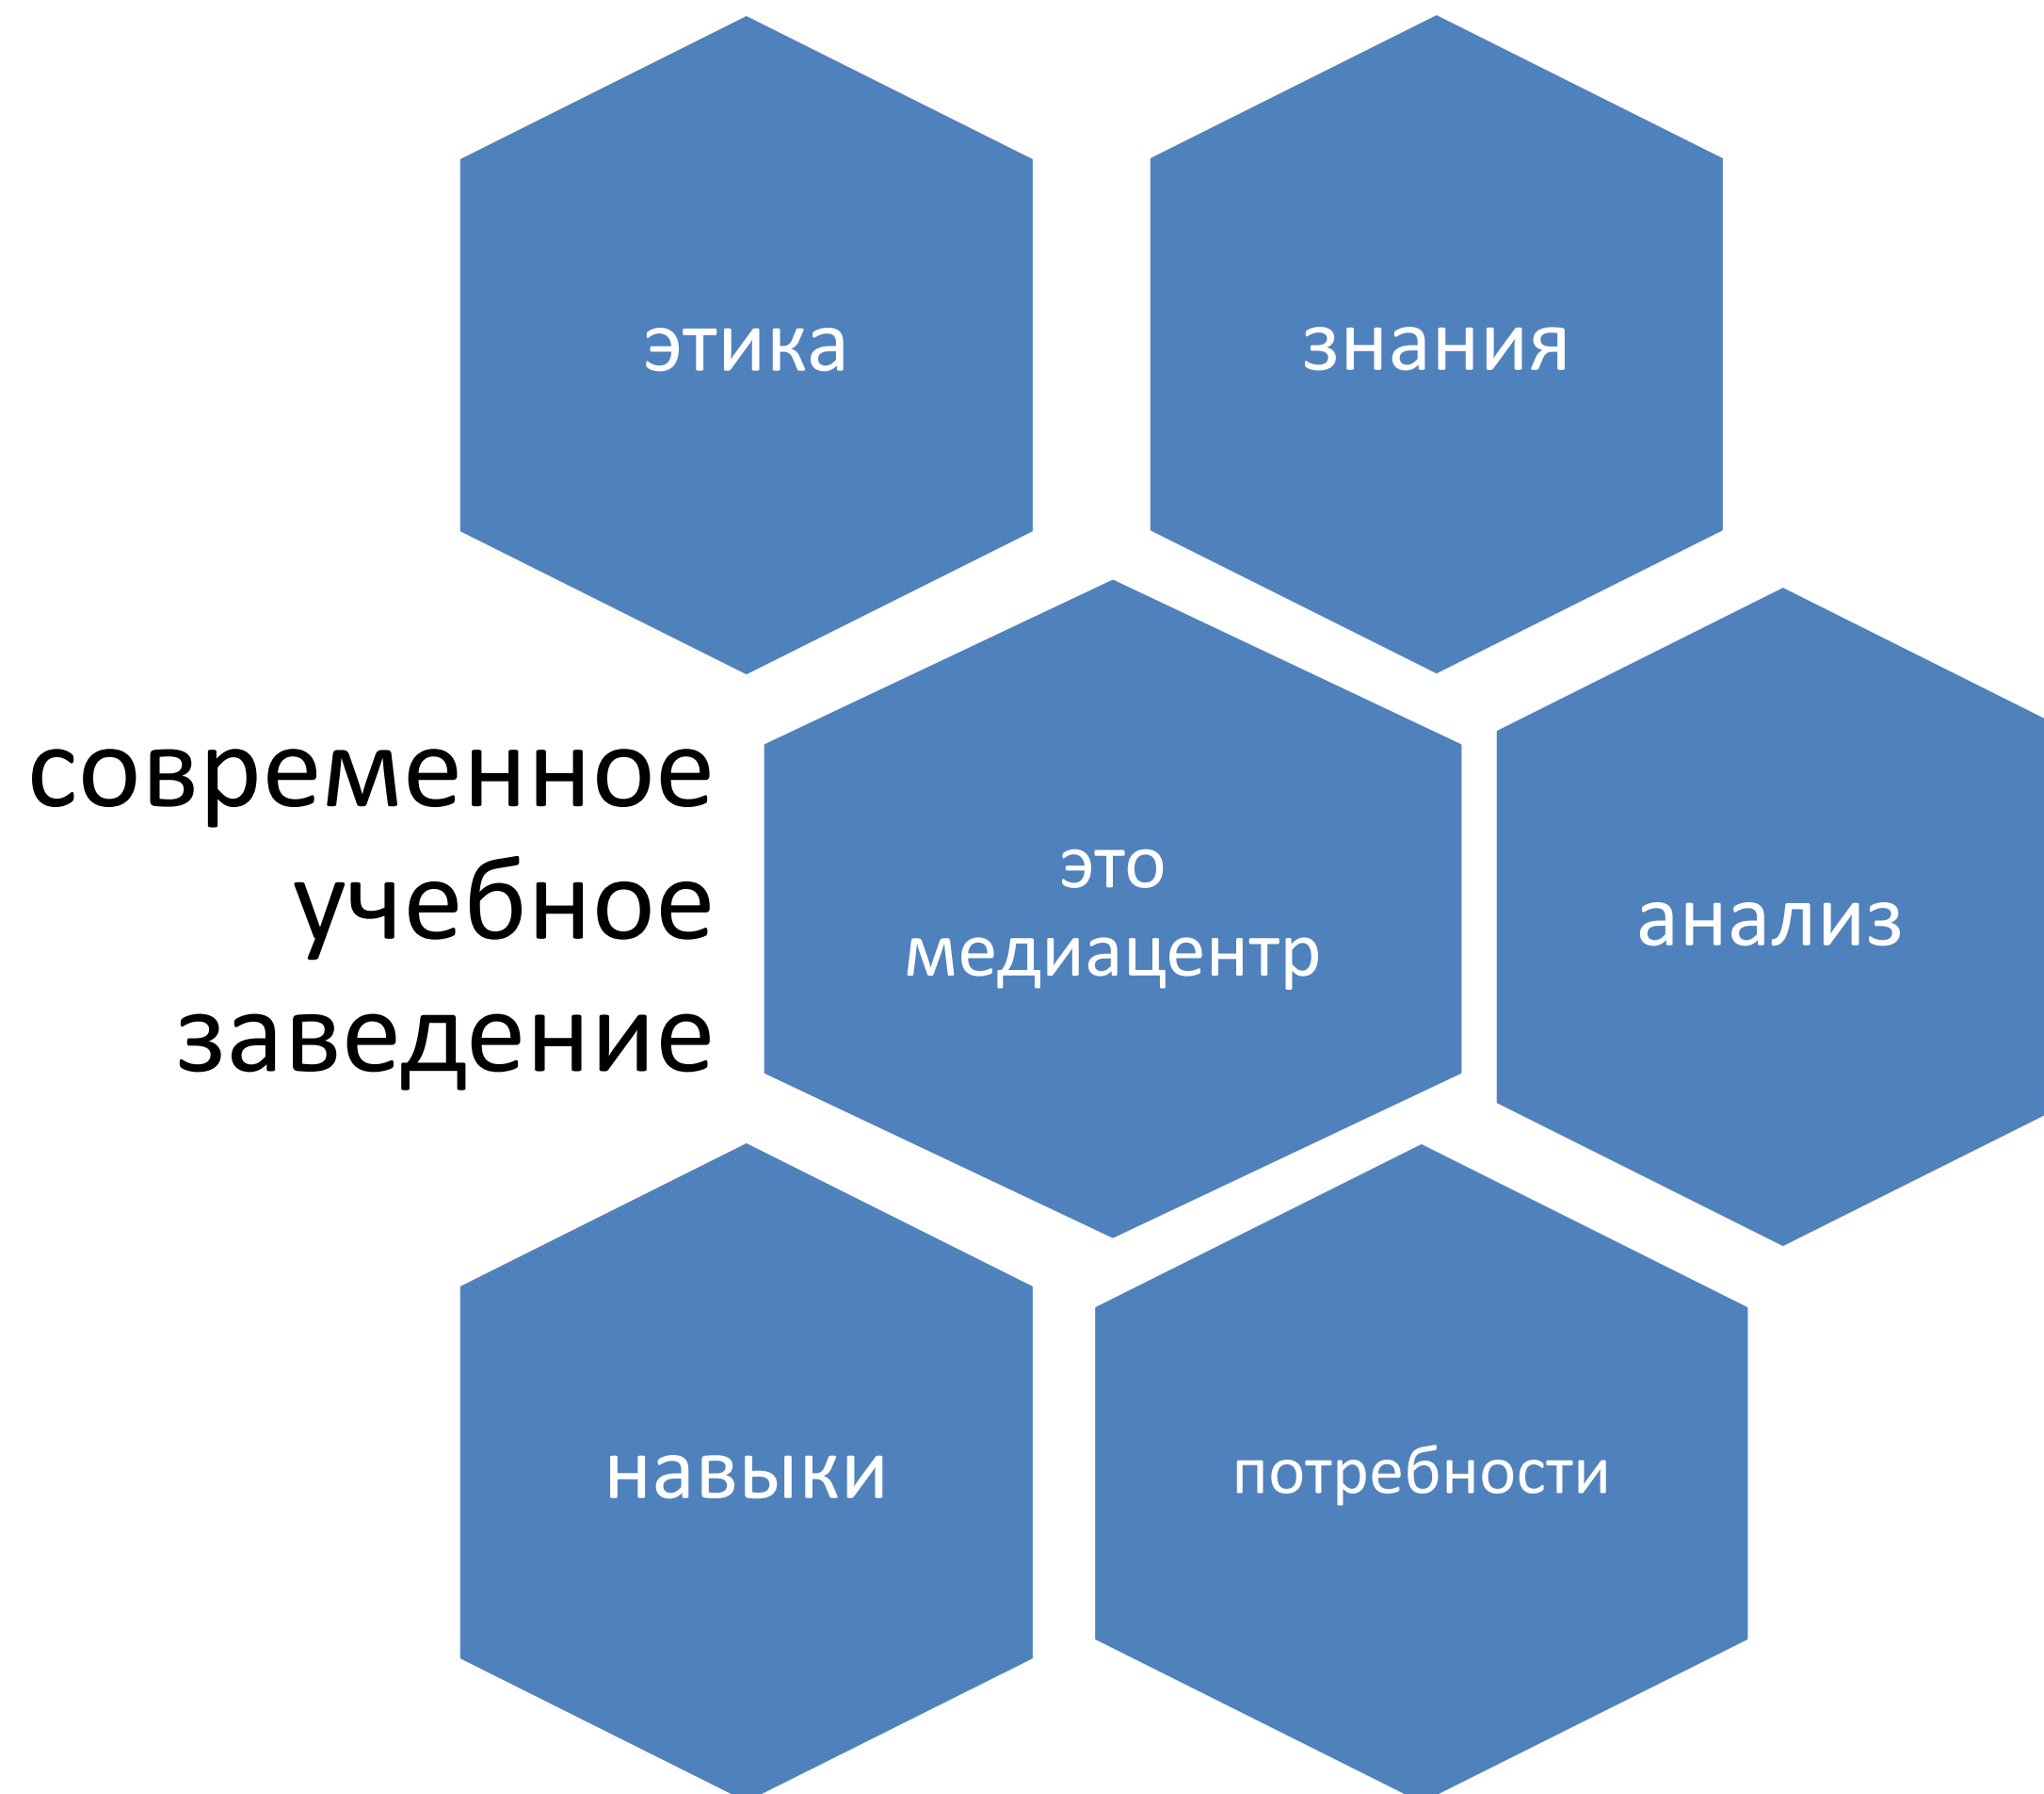 этика
знания
современное
учебное
заведение
это
медиацентр
анализ
навыки
потребности